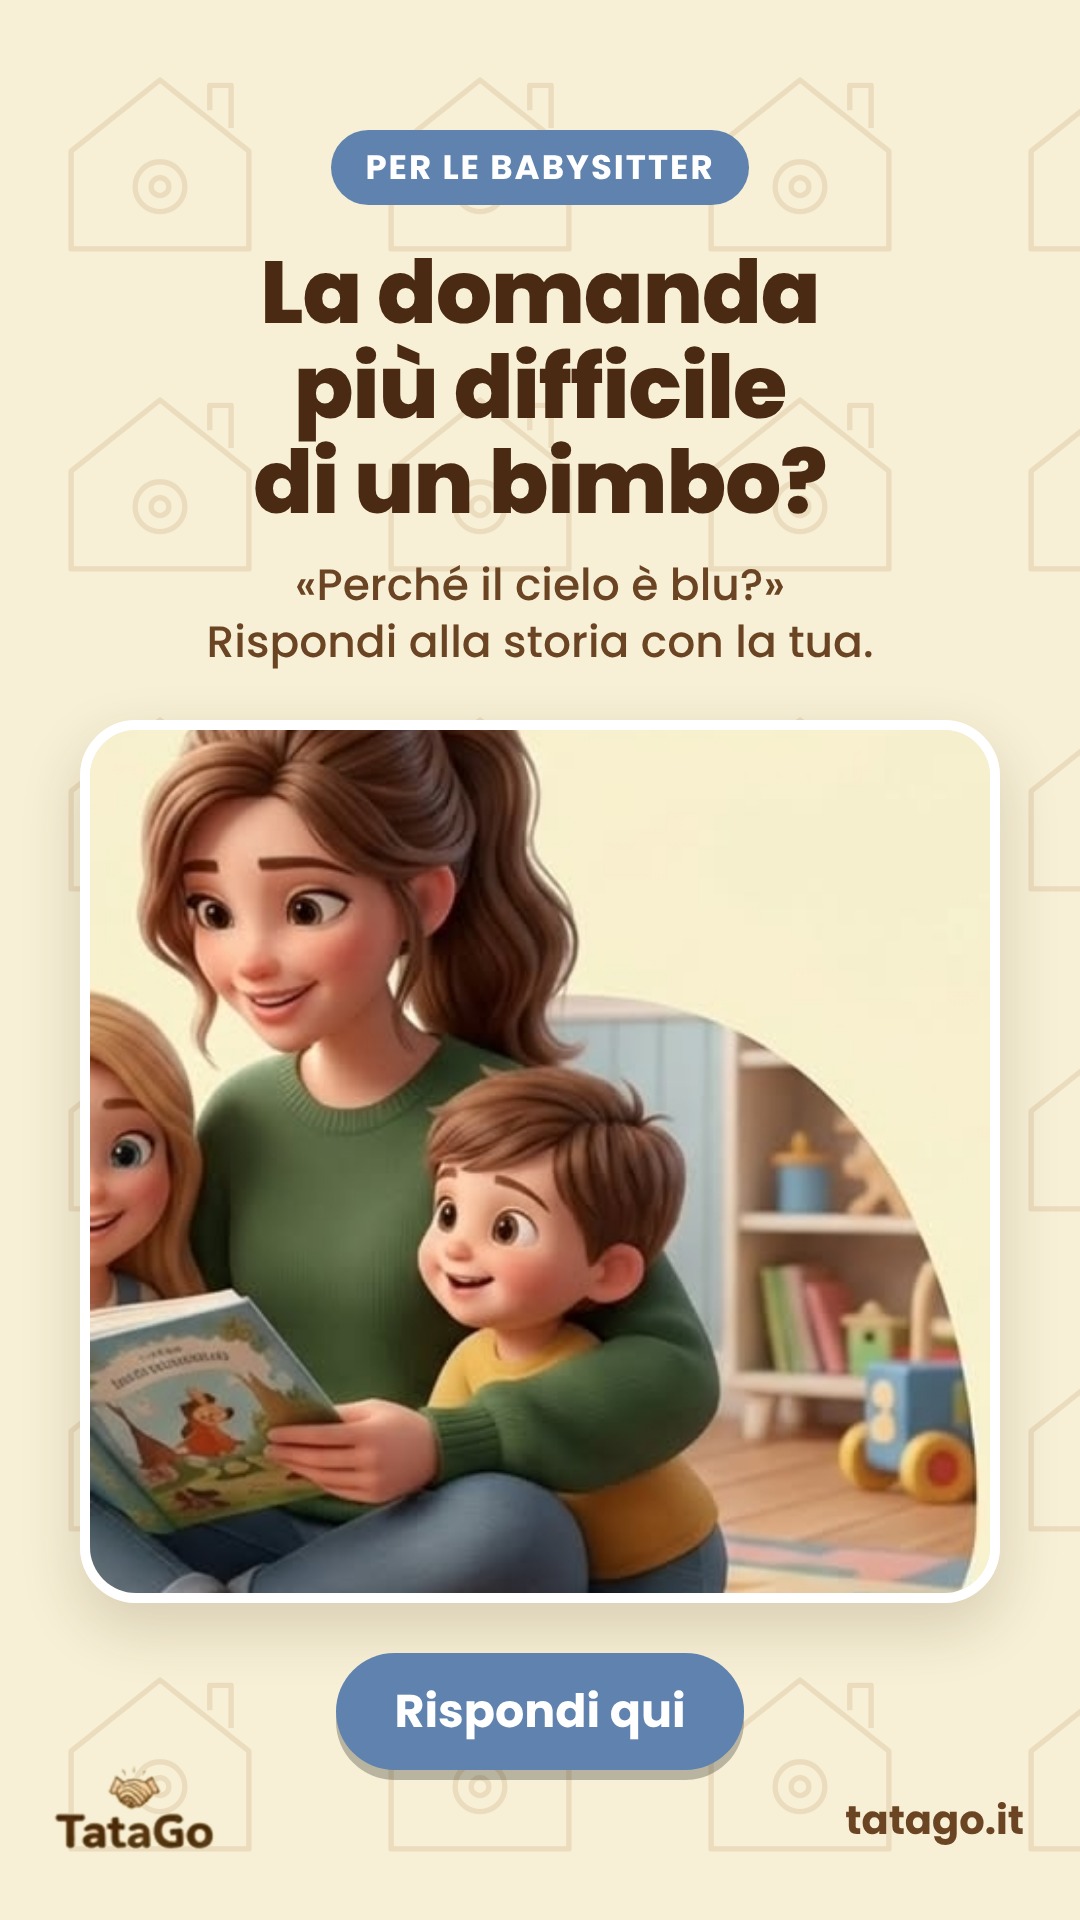 PER LE BABYSITTER
La domanda
più difficile
di un bimbo?
«Perché il cielo è blu?»
Rispondi alla storia con la tua.
Rispondi qui
TataGo
tatago.it